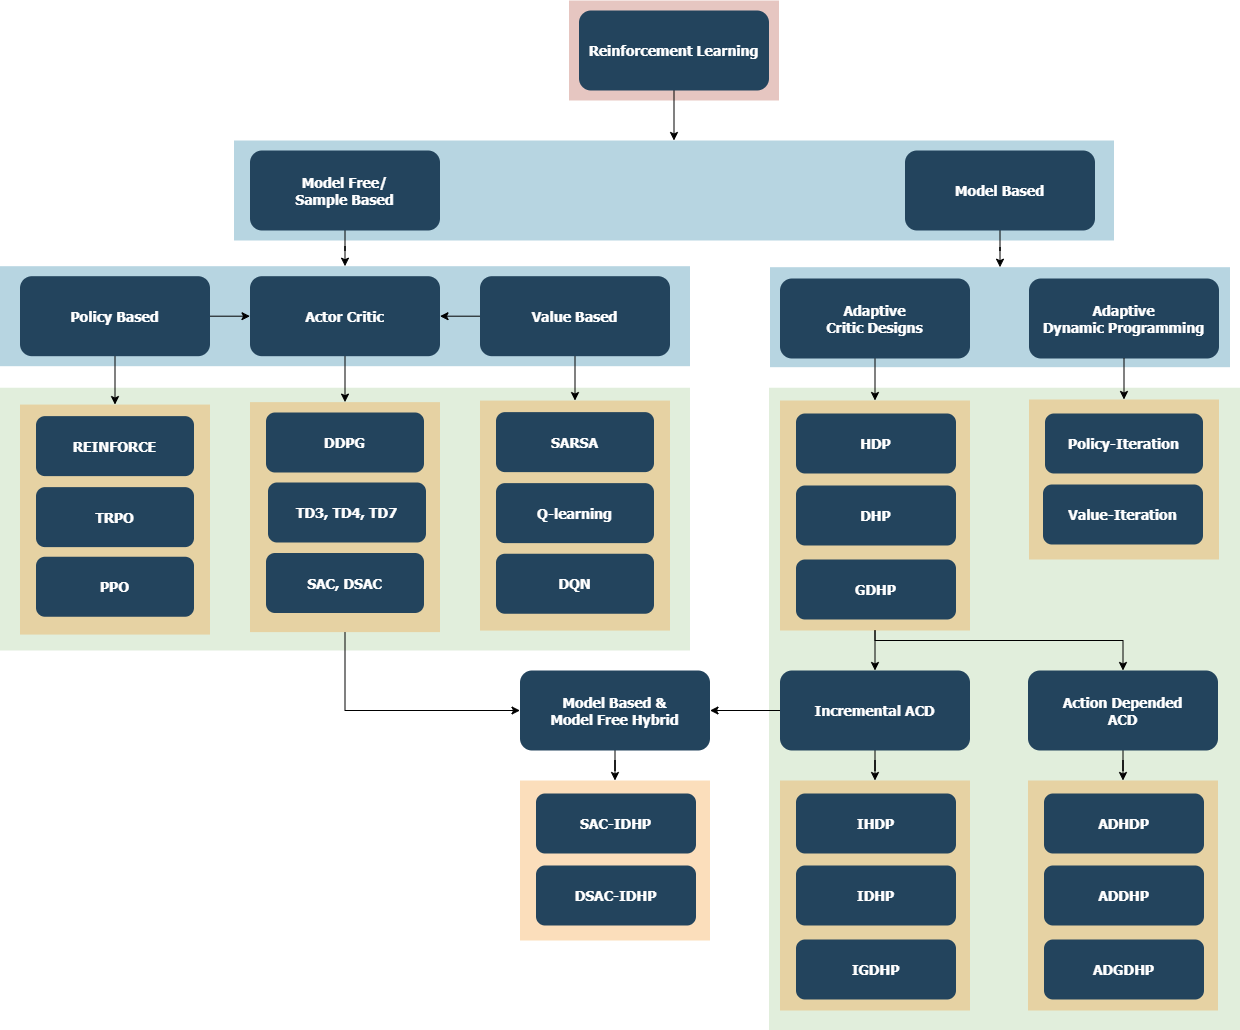 Reinforcement Learning
Model Free/
Sample Based
Model Based
Policy Based
Actor Critic
Value Based
Adaptive
Critic Designs
Adaptive
Dynamic Programming
REINFORCE
TRPO
PPO
DDPG
TD3, TD4, TD7
SAC, DSAC
SARSA
Q-learning
DQN
HDP
DHP
GDHP
Policy-Iteration
Value-Iteration
Model Based &
Model Free Hybrid
Incremental ACD
Action Depended
ACD
SAC-IDHP
DSAC-IDHP
IHDP
IDHP
IGDHP
ADHDP
ADDHP
ADGDHP